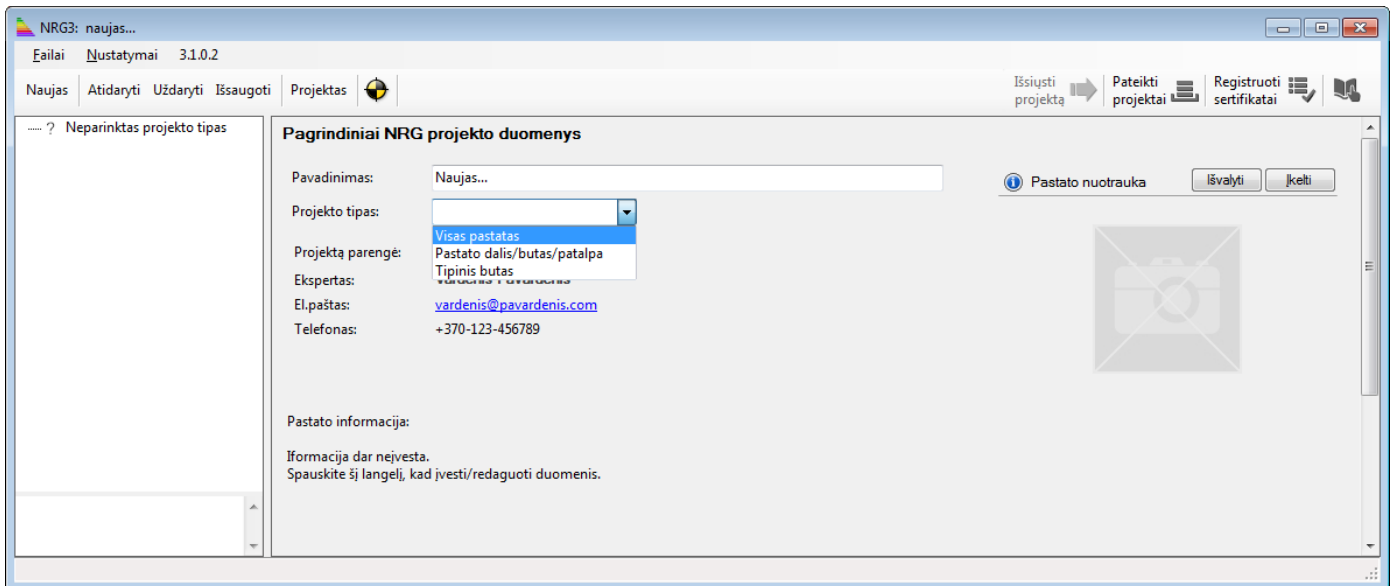 NRG3: naujas...
Failai Nustatymai 3.1.0.2
Naujas Atidaryti Uždaryti Išsaugoti Projektas
Išsiųsti projektą
Pateikti projektai
Registruoti sertifikatai
? Neparinktas projekto tipas
Pagrindiniai NRG projekto duomenys
Pavadinimas: Naujas...
Pastato nuotrauka Išvalyti Įkelti
Projekto tipas:
Visas pastatas
Projektą parengė: Pastato dalis/butas/patalpa
Tipinis butas
Ekspertas: Vardenis Pavardenis
El.paštas: vardenis@pavardenis.com
Telefonas: +370-123-456789
Pastato informacija:
Iformacija dar neįvesta.
Spauskite šį langelį, kad įvesti/redaguoti duomenis.